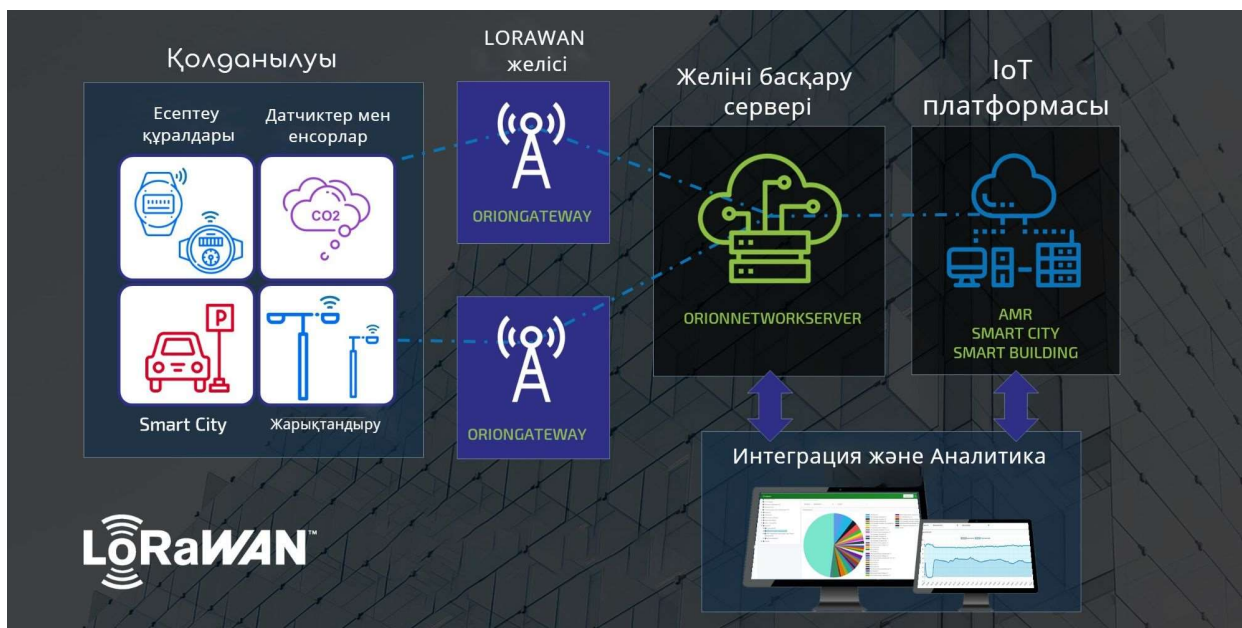 Қолданылуы
Есептеу
құралдары
Датчиктер мен
енсорлар
CO2
P
Smart City
Жарықтандыру
LORAWAN
желісі
ORIONGATEWAY
ORIONGATEWAY
Желіні басқару
сервері
ORIONNETWORKSERVER
IoT
платформасы
AMR
SMART CITY
SMART BUILDING
Интеграция және Аналитика
LoRaWAN™